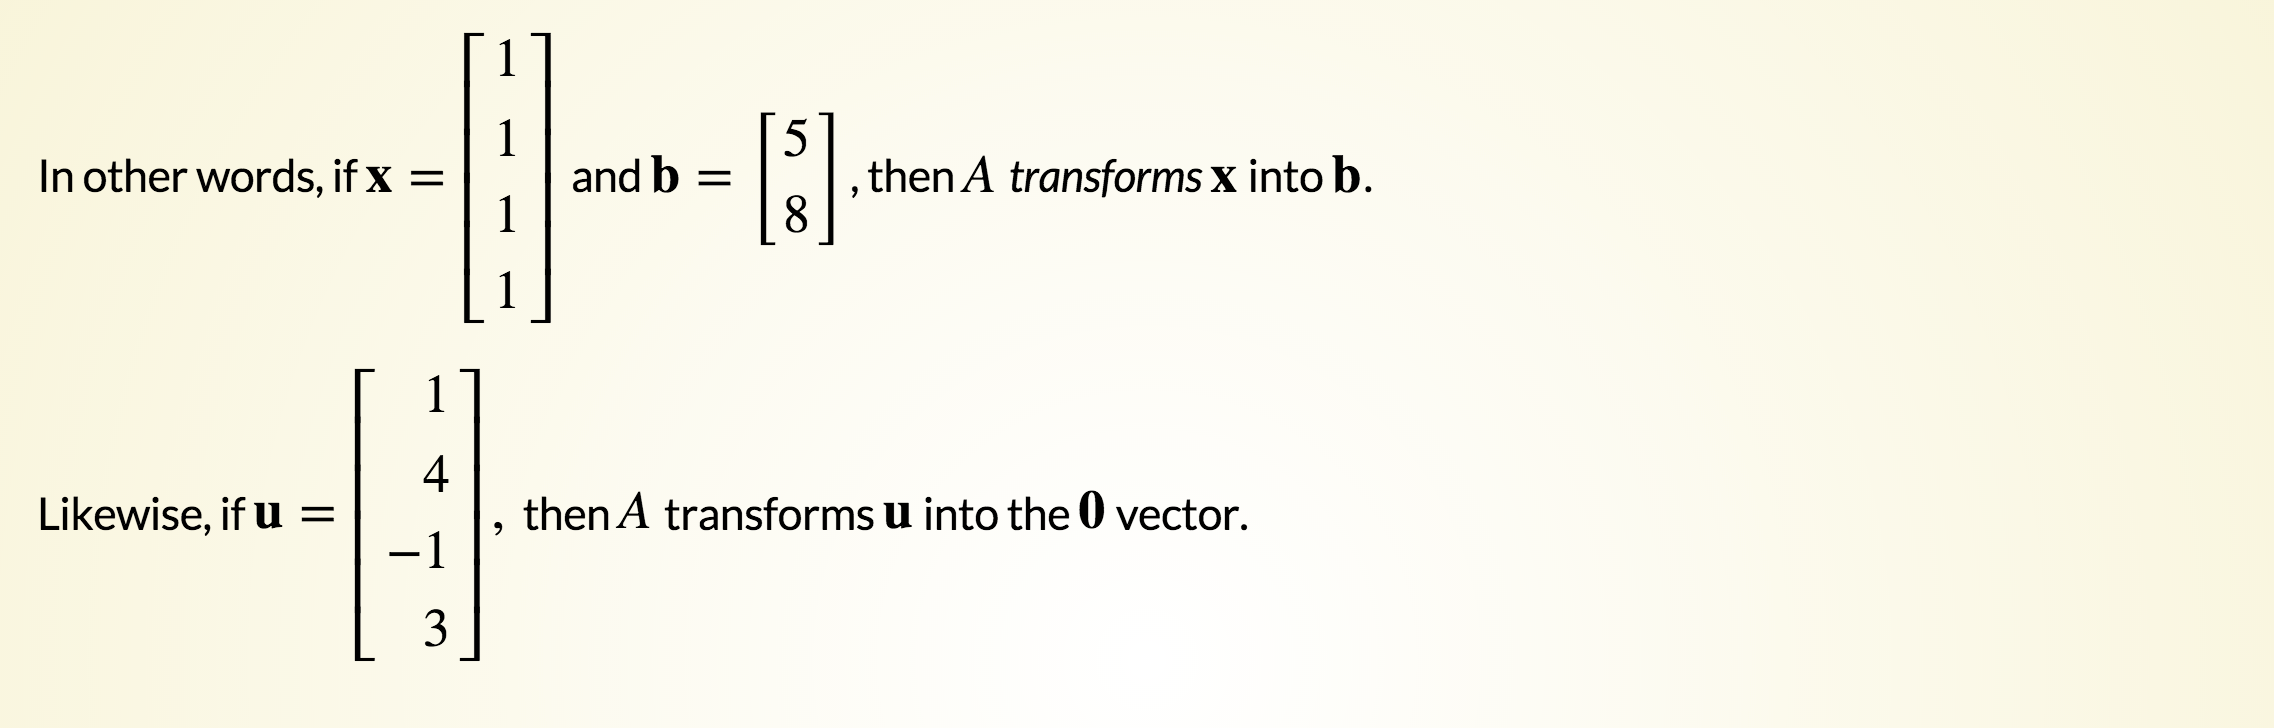 In other words, if x = [1 1 1 1] and b = [5 8], then A transforms x into b.
Likewise, if u = [1 4 −1 3], then A transforms u into the 0 vector.